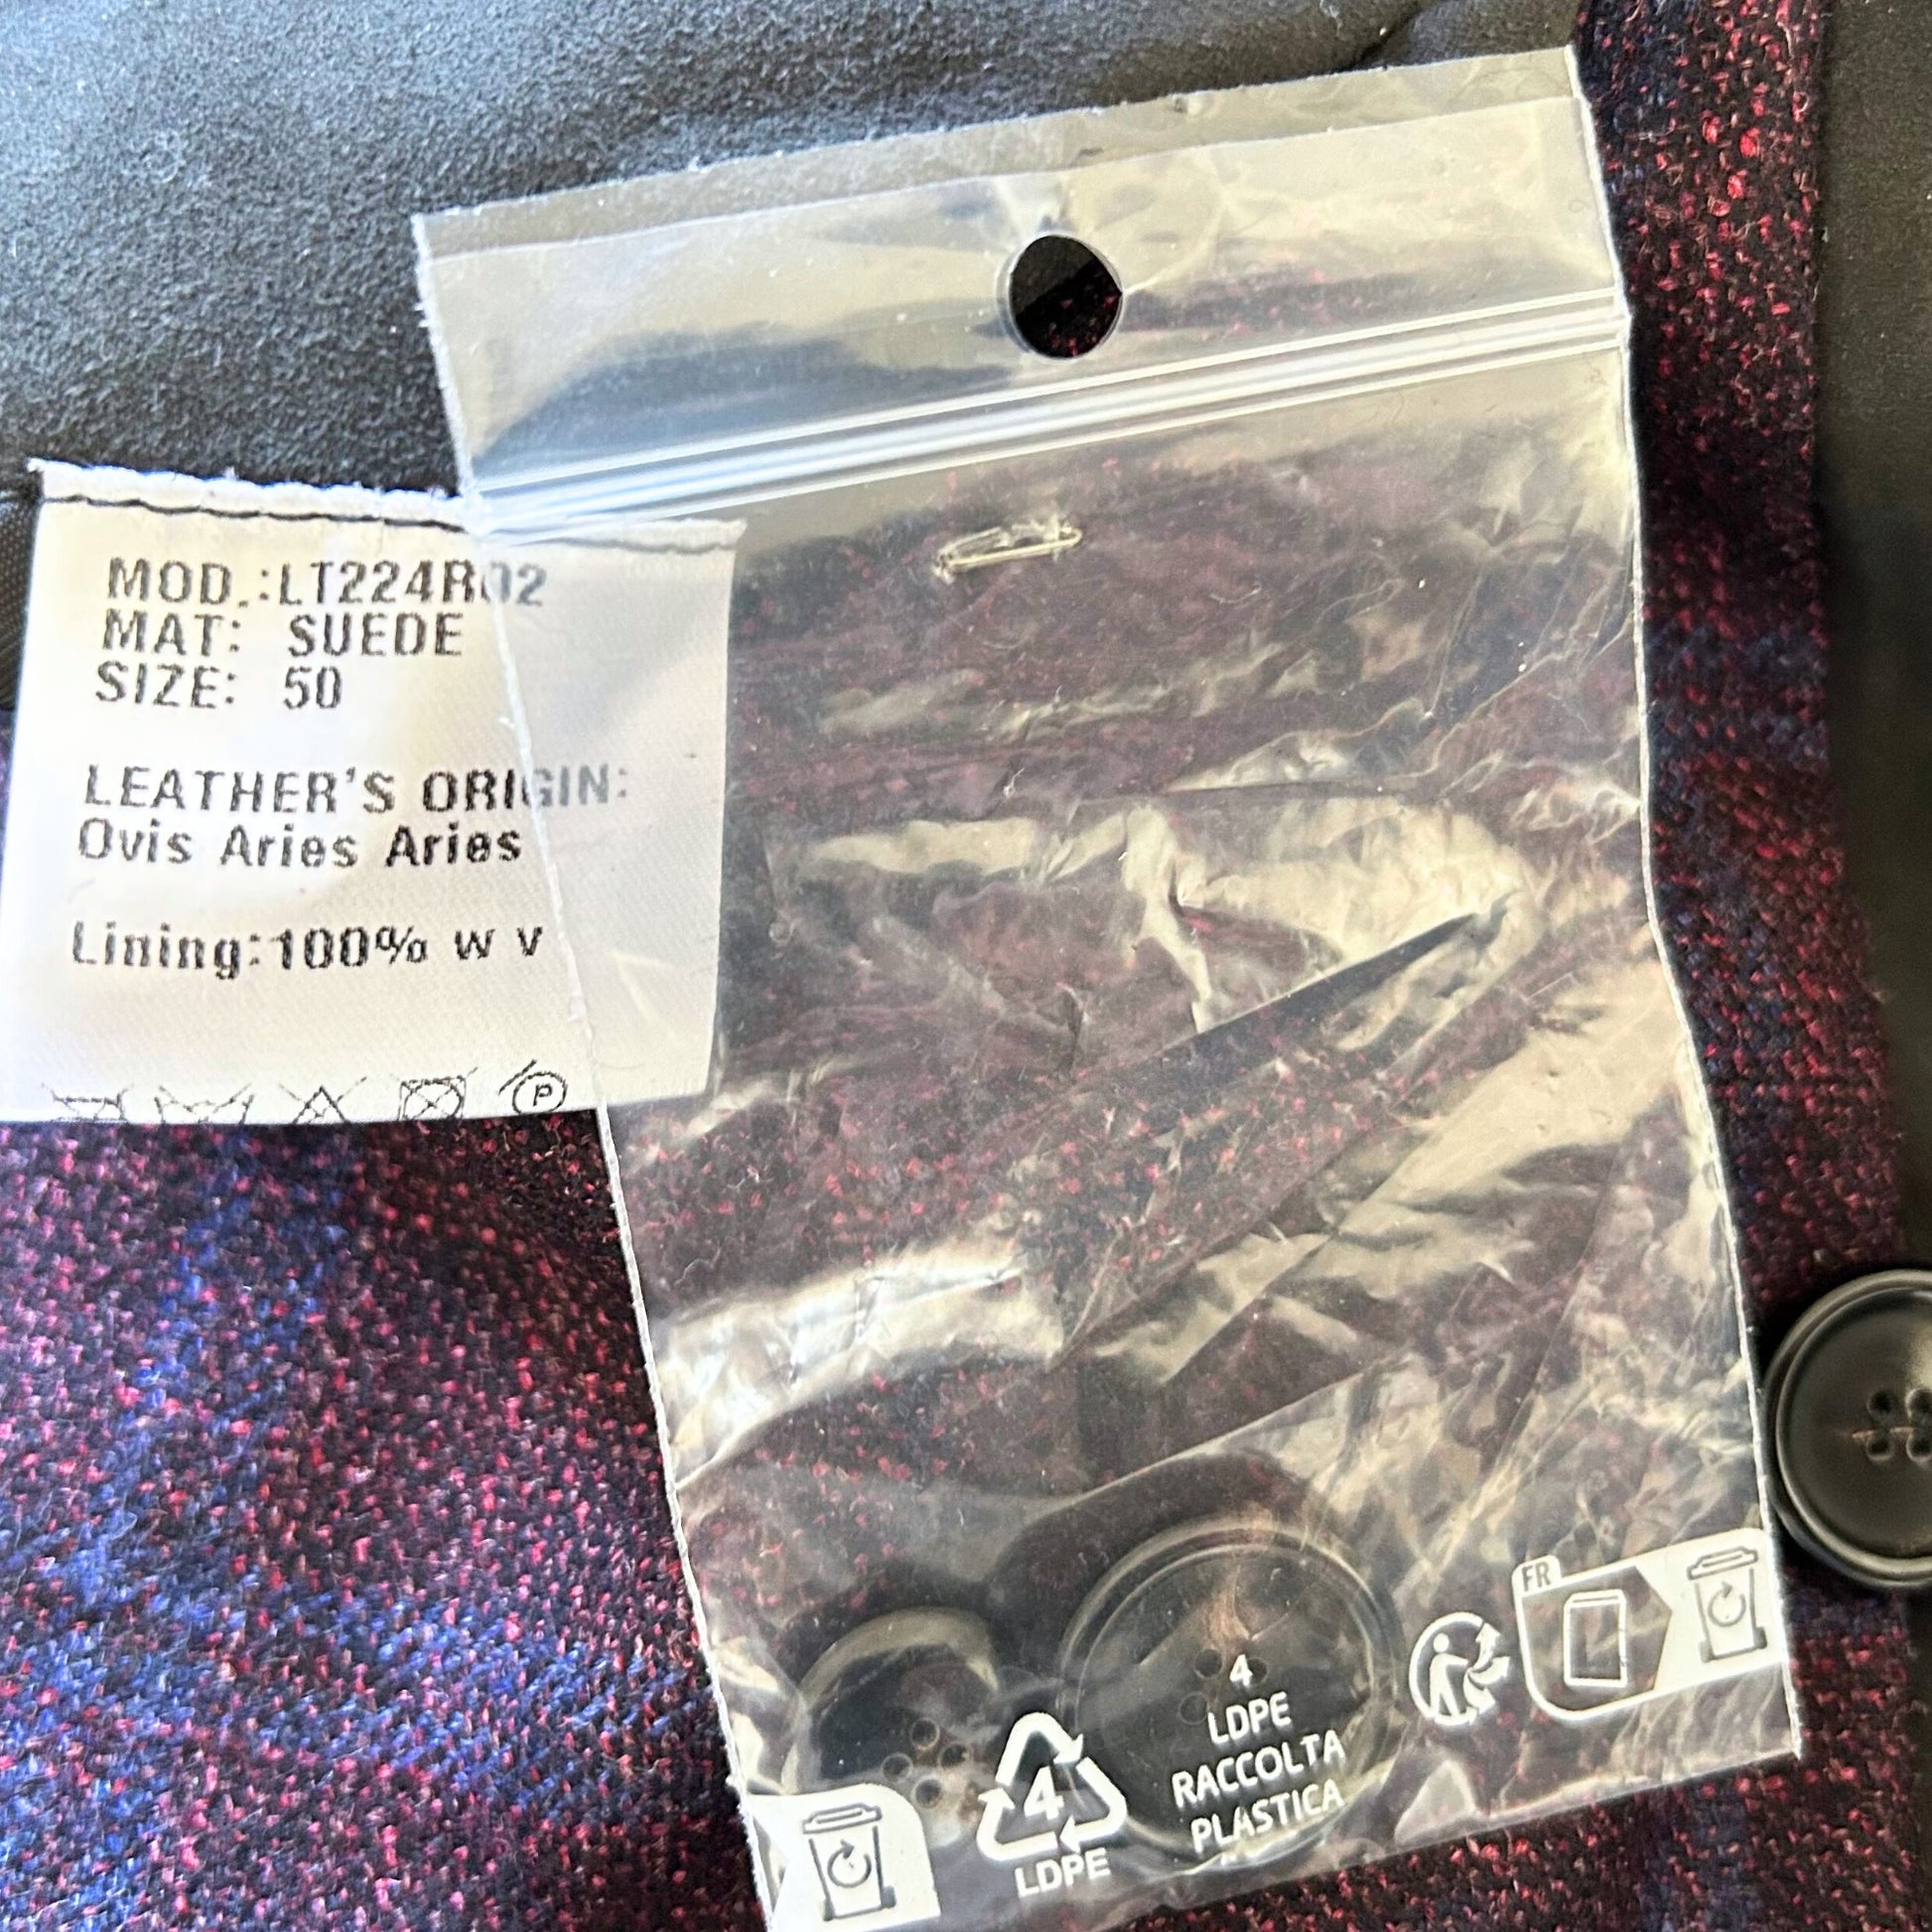 MOD.:LT224R02
MAT: SUEDE
SIZE: 50
LEATHER'S ORIGIN:
Ovis Aries Aries
Lining:100% w v
P
4
LDPE
4
LDPE
RACCOLTA
PLASTICA
FR